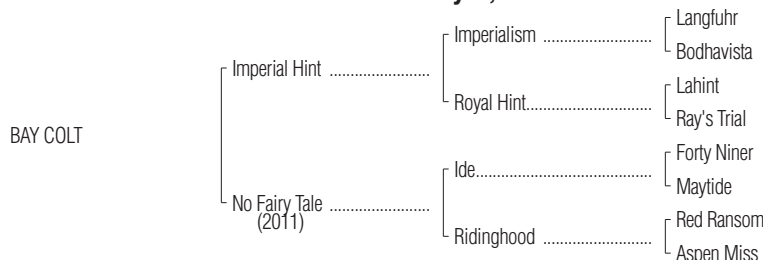 Langfuhr
Imperialism
Bodhavista
Imperial Hint
Lahint
Royal Hint
Ray's Trial
BAY COLT
Forty Niner
Ide
Maytide
No Fairy Tale
(2011)
Red Ransom
Ridinghood
Aspen Miss